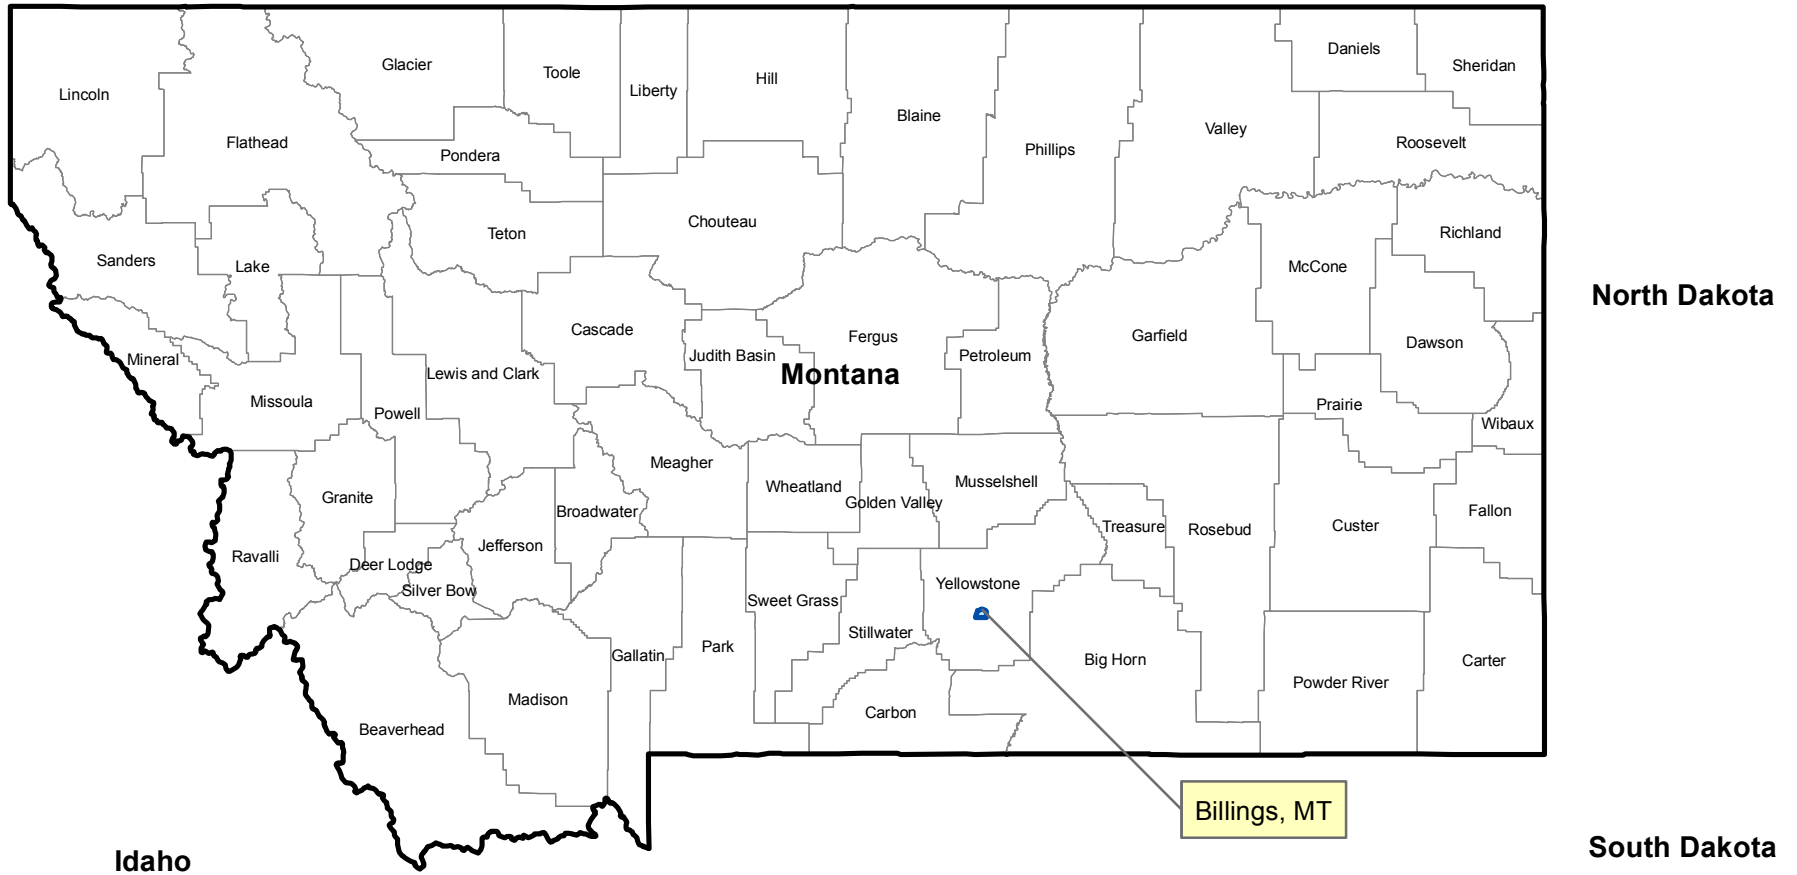 Daniels
Glacier
Sheridan
Toole
Hill
Liberty
Lincoln
Blaine
Valley
Flathead
Roosevelt
Phillips
Pondera
Chouteau
Teton
Richland
Sanders
Lake
McCone
North Dakota
Cascade
Fergus
Garfield
Dawson
Judith Basin
Petroleum
Mineral
Lewis and Clark
Montana
Missoula
Prairie
Powell
Wibaux
Meagher
Musselshell
Wheatland
Granite
Golden Valley
Broadwater
Fallon
Treasure
Custer
Rosebud
Jefferson
Ravalli
Deer Lodge
Yellowstone
Silver Bow
Sweet Grass
Stillwater
Park
Gallatin
Big Horn
Carter
Powder River
Madison
Carbon
Beaverhead
Billings, MT
South Dakota
Idaho